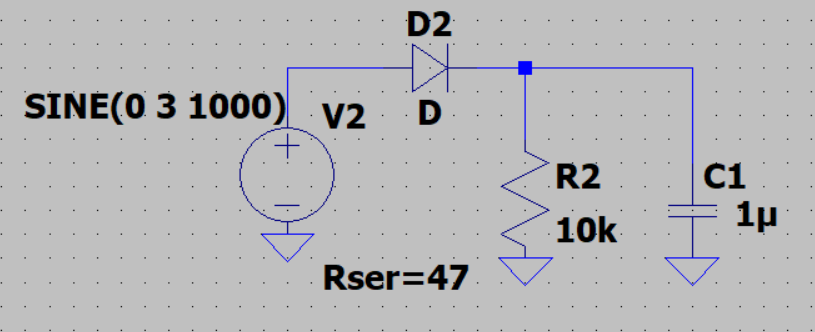 D2
SINE(0 3 1000)
V2
D
R2
C1
10k
1µ
Rser=47